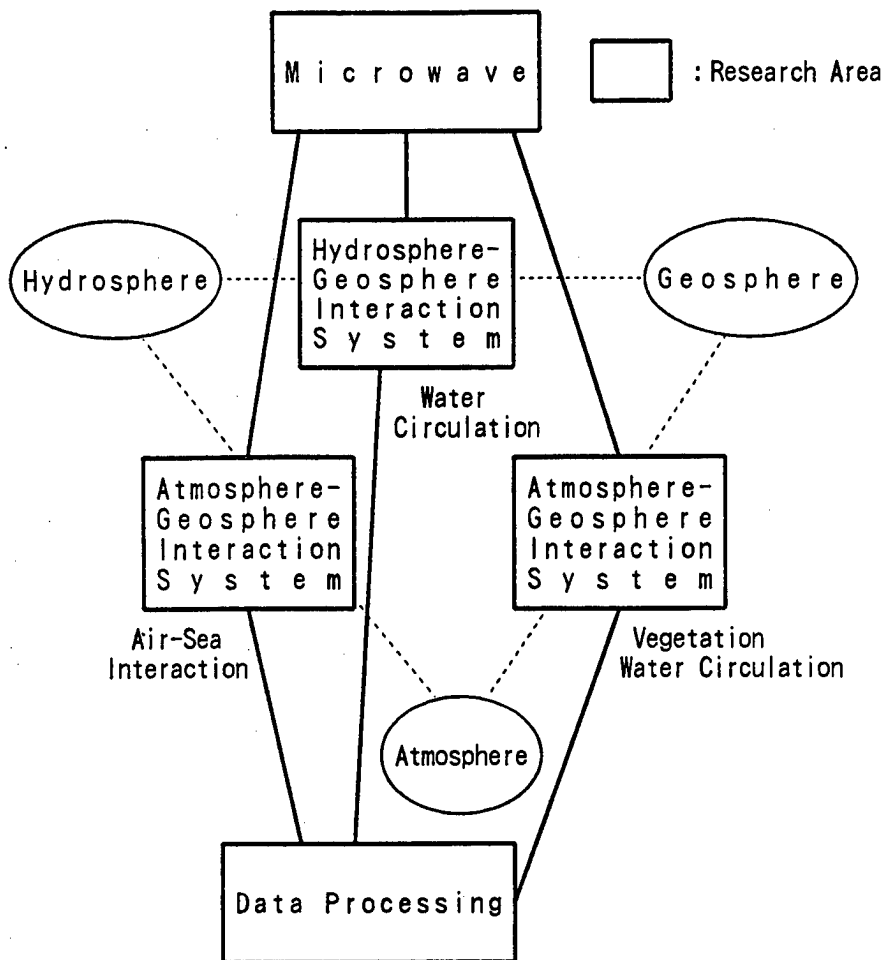 Microwave
: Research Area
Hydrosphere
Hydrosphere-
Geosphere
Interaction
System
Geosphere
Water
Circulation
Atmosphere-
Geosphere
Interaction
System
Atmosphere-
Geosphere
Interaction
System
Air-Sea
Interaction
Vegetation
Water Circulation
Atmosphere
Data Processing